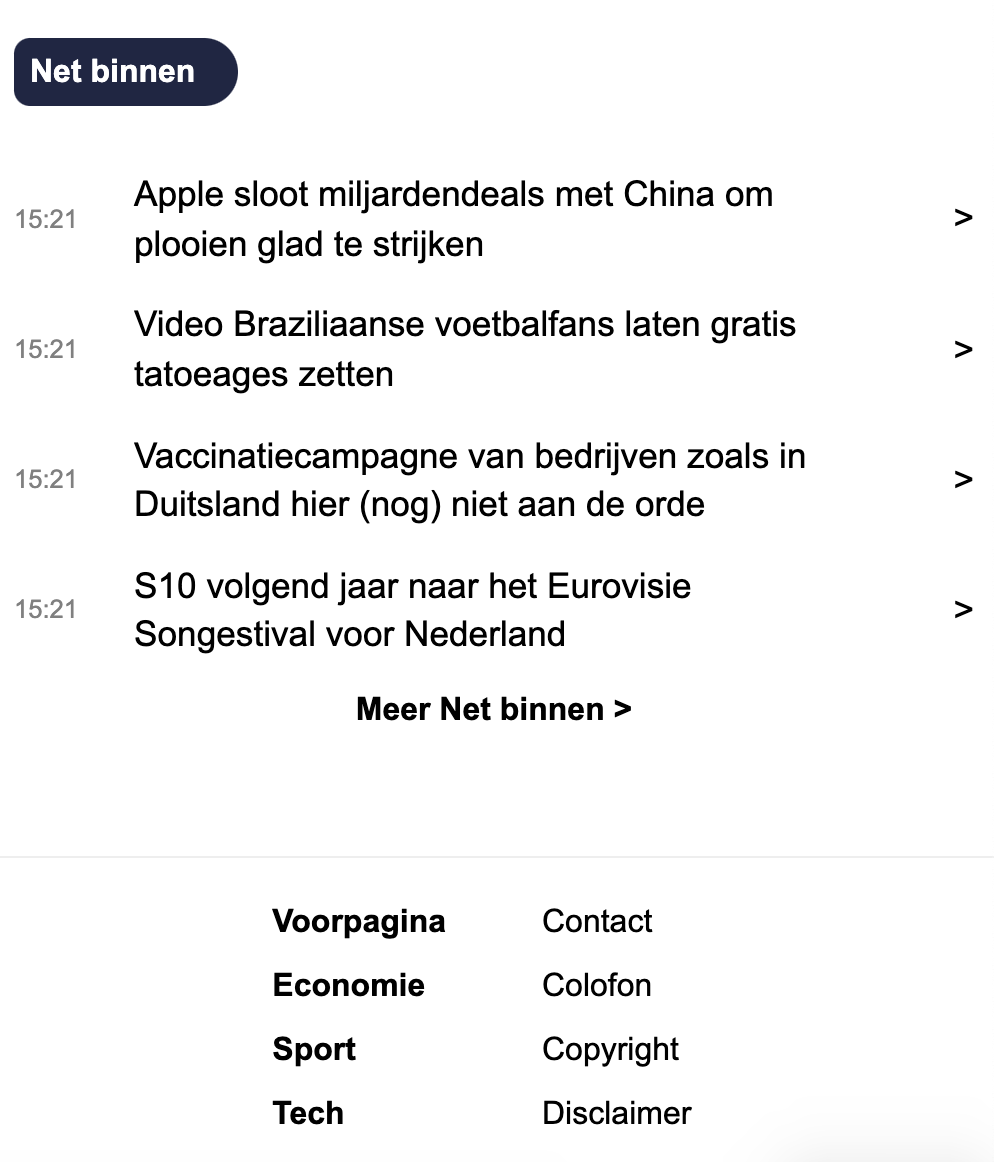 Net binnen
15:21
Apple sloot miljardendeals met China om
plooien glad te strijken
>
15:21
Video Braziliaanse voetbalfans laten gratis
tatoeages zetten
>
15:21
Vaccinatiecampagne van bedrijven zoals in
Duitsland hier (nog) niet aan de orde
>
15:21
S10 volgend jaar naar het Eurovisie
Songestival voor Nederland
>
Meer Net binnen >
Voorpagina
Economie
Sport
Tech
Contact
Colofon
Copyright
Disclaimer